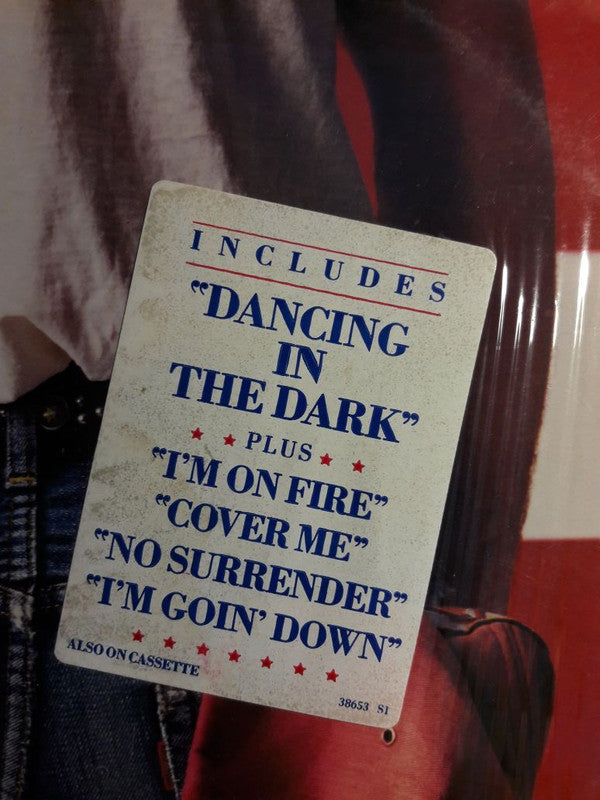 INCLUDES
“DANCING
IN
THE DARK”
PLUS
“I’M ON FIRE”
“COVER ME”
“NO SURRENDER”
“I’M GOIN’ DOWN”
ALSO ON CASSETTE
38653 S1